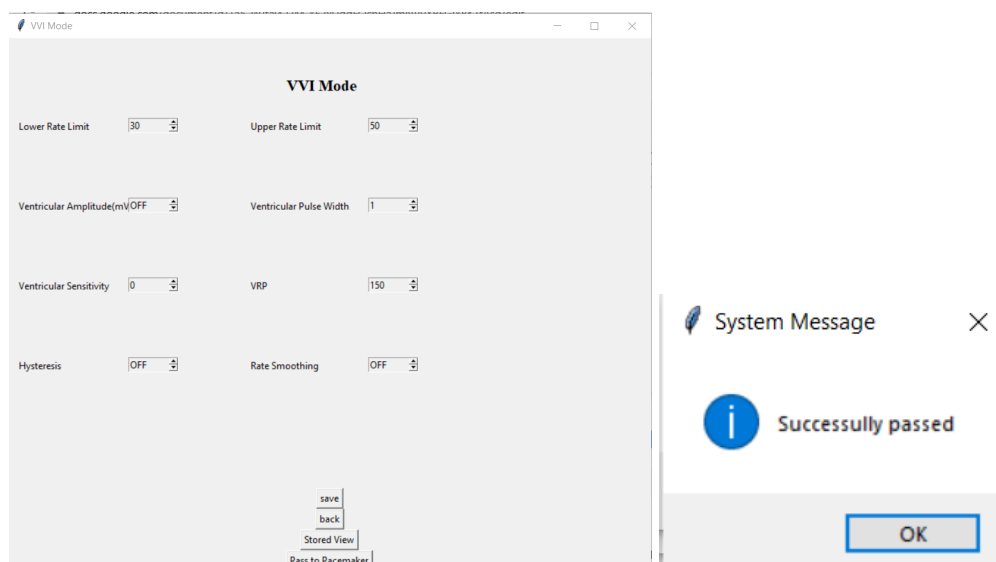 VVI Mode
VVI Mode
Lower Rate Limit 30 Upper Rate Limit 50
Ventricular Amplitude(mV OFF Ventricular Pulse Width 1
Ventricular Sensitivity 0 VRP 150
Hysteresis OFF Rate Smoothing OFF
save
back
Stored View
Pass to Pacemaker
System Message
Successully passed
OK